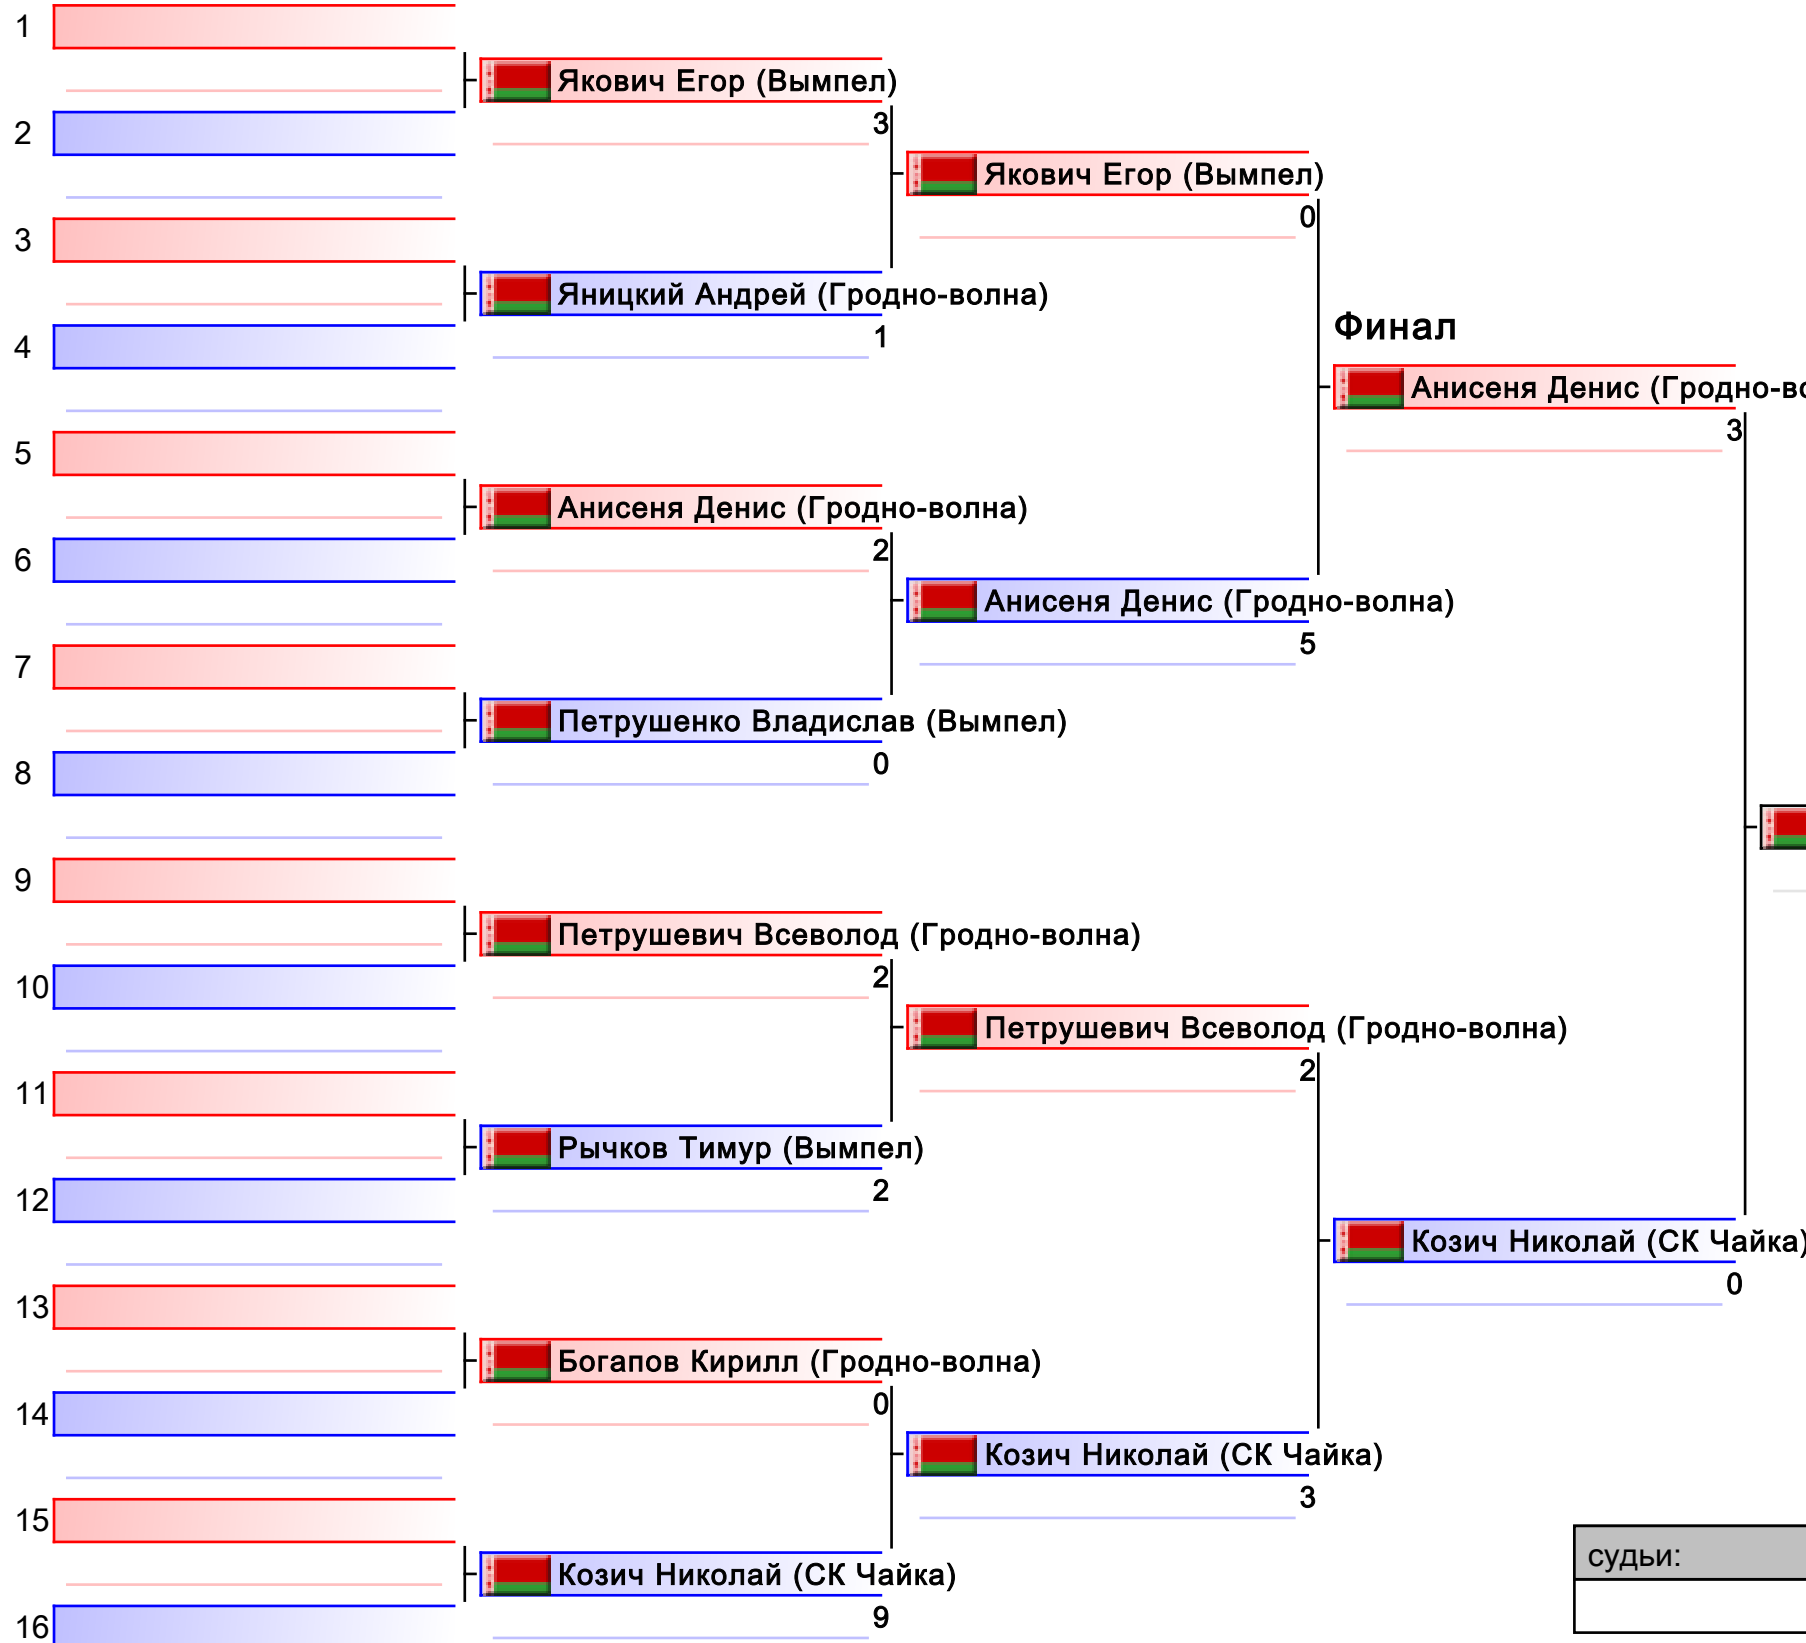 1
Якович Егор (Вымпел)
3
2
Якович Егор (Вымпел)
0
3
Яницкий Андрей (Гродно-волна)
1
4
Финал
Анисеня Денис (Гродно-во
3
5
Анисеня Денис (Гродно-волна)
2
6
Анисеня Денис (Гродно-волна)
5
7
Петрушенко Владислав (Вымпел)
0
8
9
Петрушевич Всеволод (Гродно-волна)
2
10
Петрушевич Всеволод (Гродно-волна)
2
11
Рычков Тимур (Вымпел)
2
12
Козич Николай (СК Чайка)
0
13
Богапов Кирилл (Гродно-волна)
0
14
Козич Николай (СК Чайка)
3
15
судьи:
Козич Николай (СК Чайка)
9
16